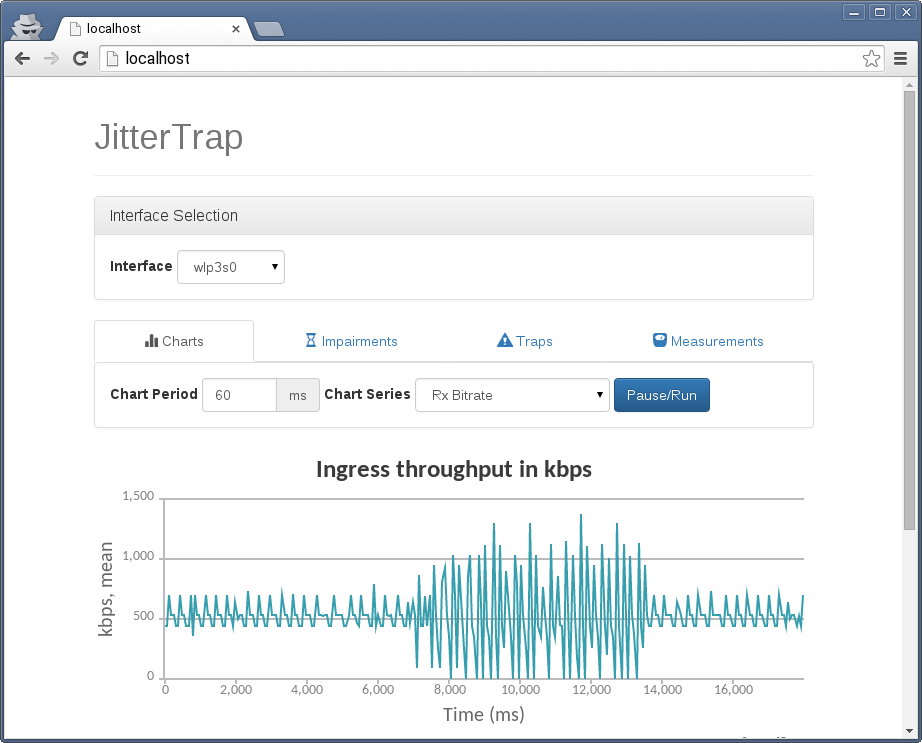 localhost
localhost
JitterTrap
Interface Selection
Interface wlp3s0
Charts Impairments Traps Measurements
Chart Period 60 ms Chart Series Rx Bitrate Pause/Run
Ingress throughput in kbps
1,500
1,000
500
0
kbps, mean
0 2,000 4,000 6,000 8,000 10,000 12,000 14,000 16,000
Time (ms)